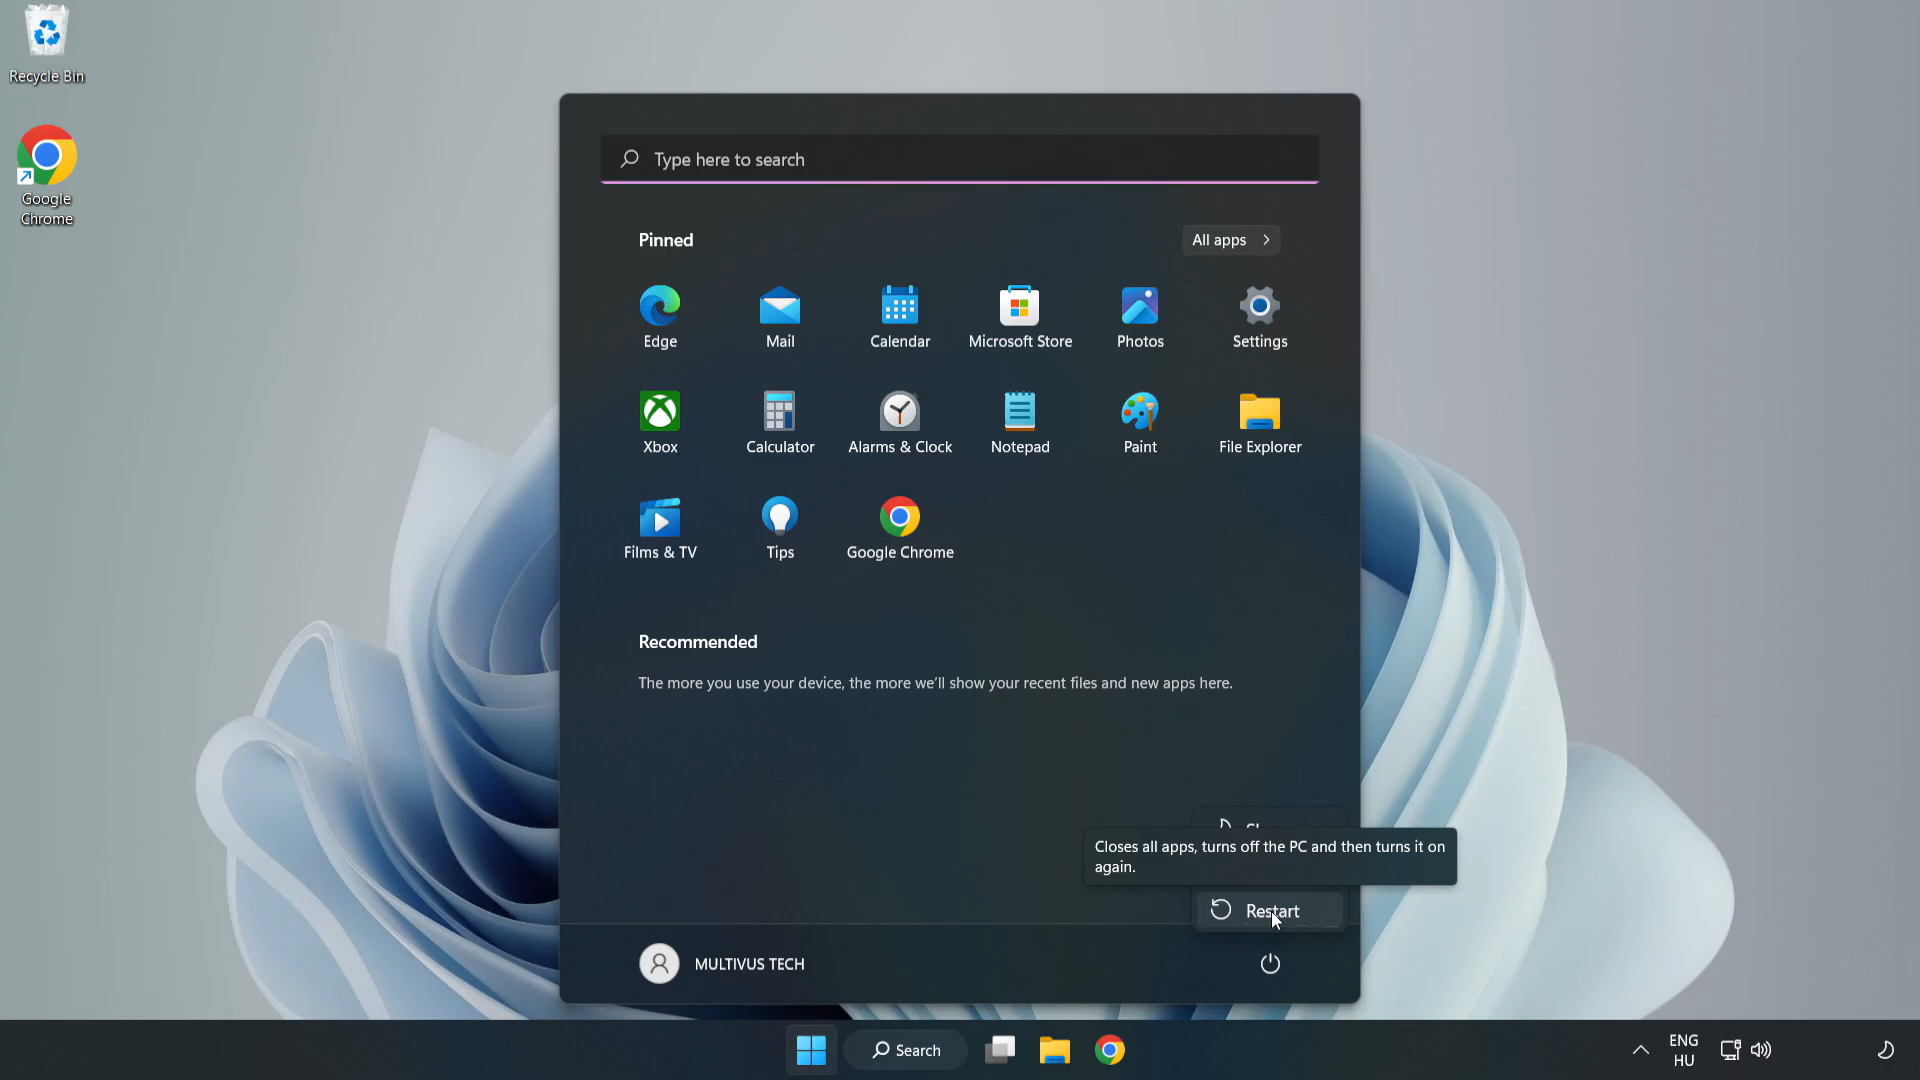 Recycle Bin
Google
Chrome
Type here to search
Pinned
All apps
Edge
Mail
Calendar
Microsoft Store
Photos
Settings
Xbox
Calculator
Alarms & Clock
Notepad
Paint
File Explorer
Films & TV
Tips
Google Chrome
Recommended
The more you use your device, the more we'll show your recent files and new apps here.
Closes all apps, turns off the PC and then turns it on
again.
Restart
MULTIVUS TECH
Search
ENG
HU